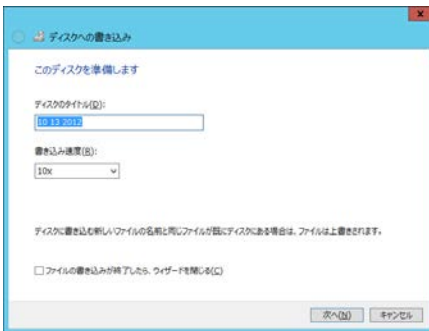 ディスクへの書き込み
このディスクを準備します
ディスクのタイトル(D):
10 13 2012
書き込み速度(R):
10x
ディスクに書き込む新しいファイルの名前と同じファイルが既にディスクにある場合は、ファイルは上書きされます。
ファイルの書き込みが終了したら、ウィザードを閉じる(C)
次へ(N) キャンセル